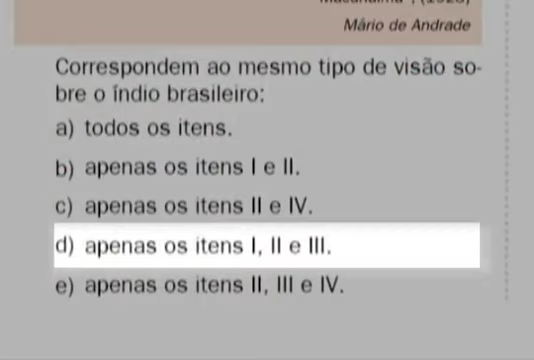 Mário de Andrade
Correspondem ao mesmo tipo de visão so-
bre o índio brasileiro:
a) todos os itens.
b) apenas os itens I e II.
c) apenas os itens II e IV.
d) apenas os itens I, II e III.
e) apenas os itens II, III e IV.